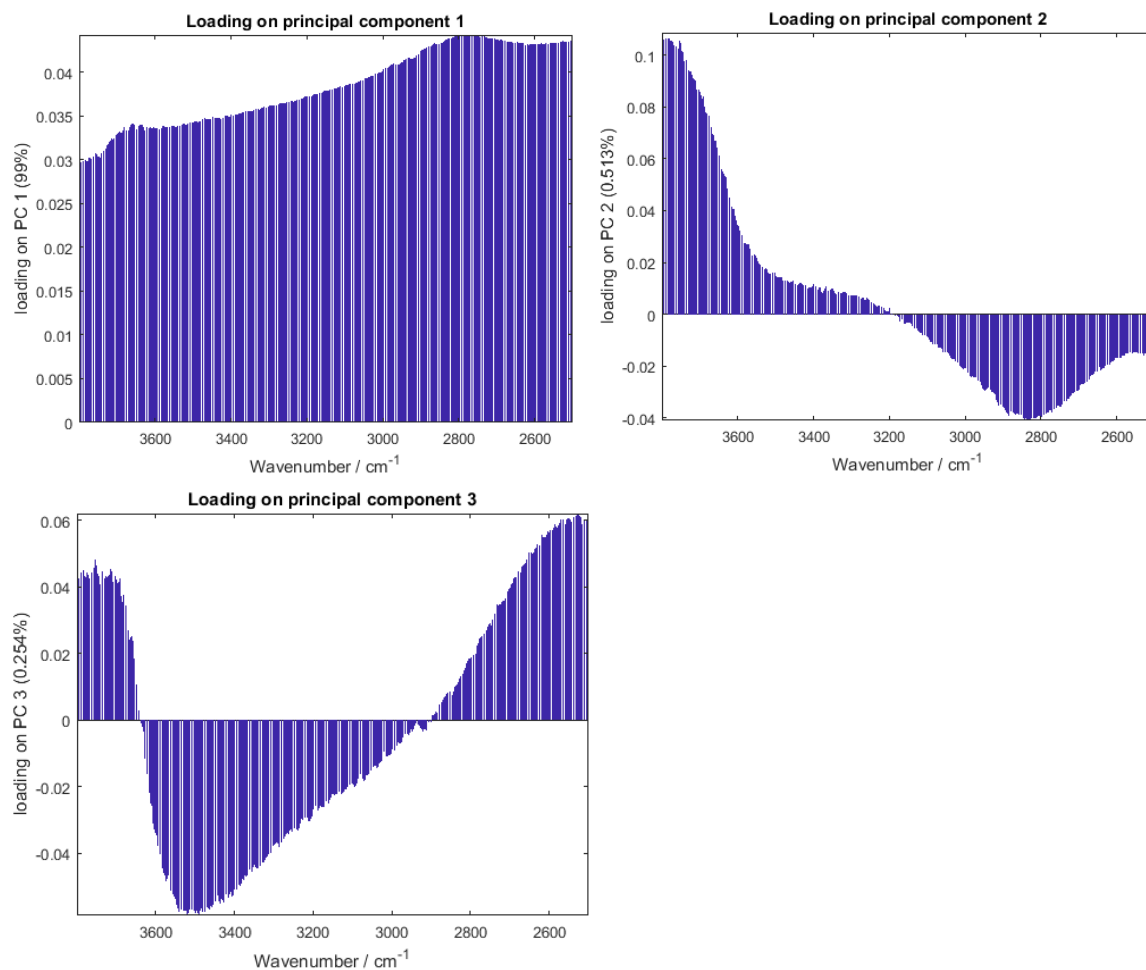 Loading on principal component 1
0.04
0.035
0.03
0.025
0.02
0.015
0.01
0.005
0
loading on PC 1 (99%)
3600 3400 3200 3000 2800 2600
Wavenumber / cm-1
Loading on principal component 2
0.1
0.08
0.06
0.04
0.02
0
-0.02
-0.04
loading on PC 2 (0.513%)
3600 3400 3200 3000 2800 2600
Wavenumber / cm-1
Loading on principal component 3
0.06
0.04
0.02
0
-0.02
-0.04
loading on PC 3 (0.254%)
3600 3400 3200 3000 2800 2600
Wavenumber / cm-1